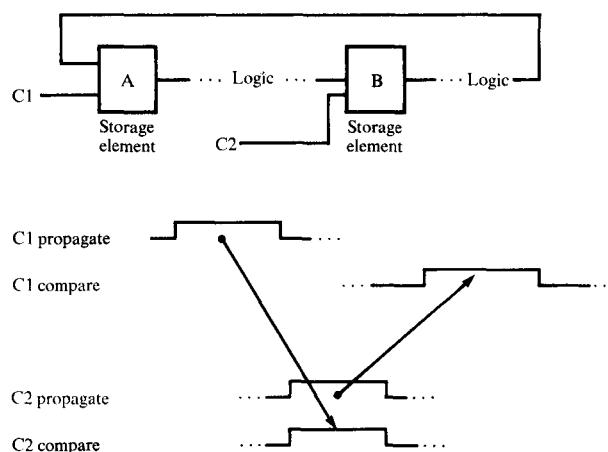 A
··· Logic ···
B
··· Logic
C1
Storage
element
C2
Storage
element
C1 propagate
···
C1 compare
···
···
C2 propagate
···
···
C2 compare
···
···